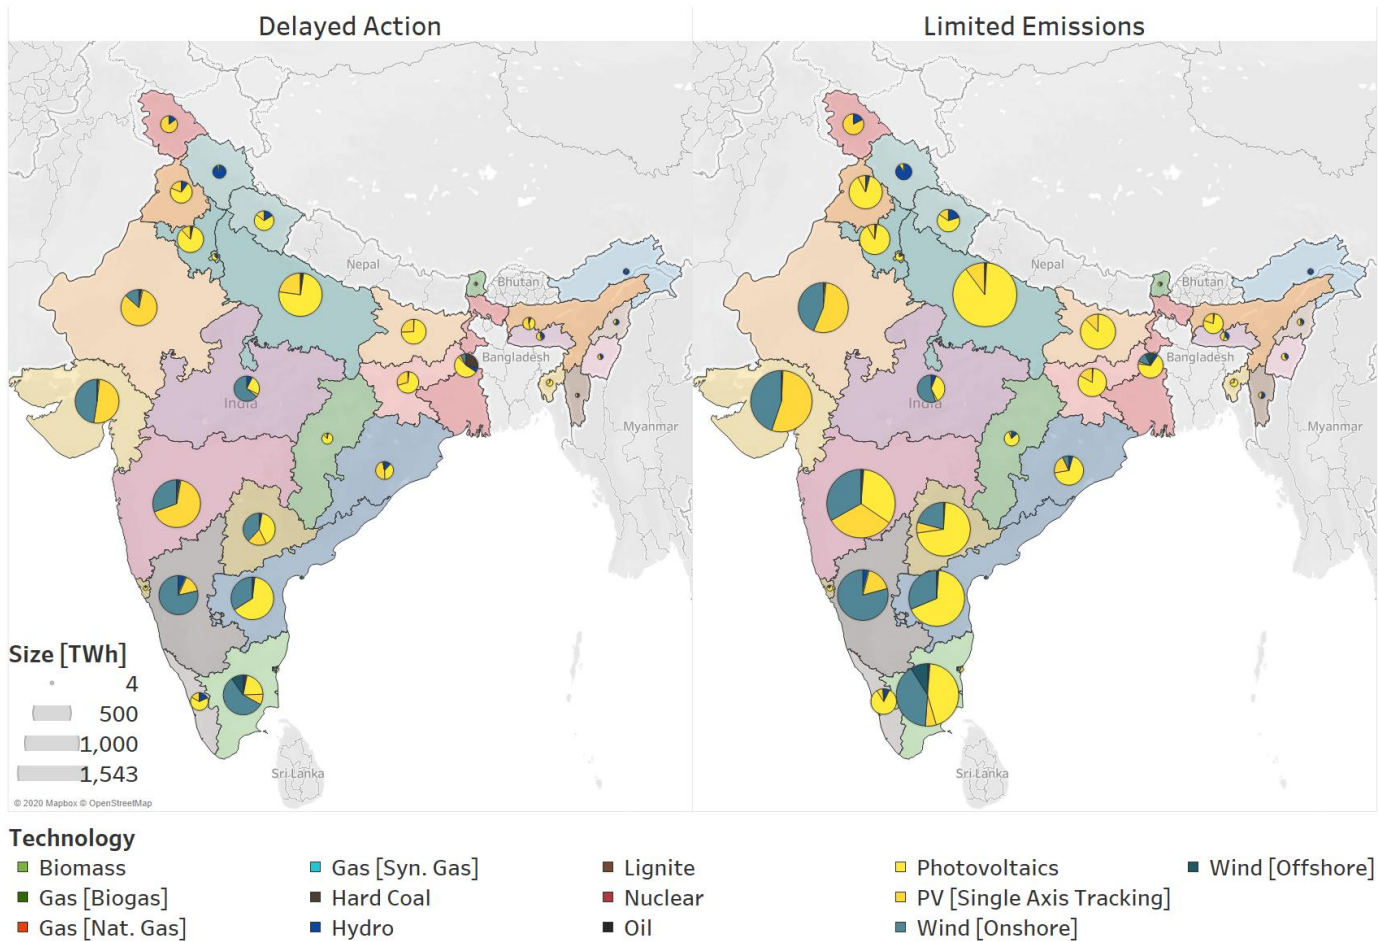 Delayed Action
Limited Emissions
Nepal
Bhutan
Bangladesh
India
Myanmar
Sri Lanka
Nepal
Bhutan
Bangladesh
India
Myanmar
Sri Lanka
Size [TWh]
4
500
1,000
1,543
© 2020 Mapbox © OpenStreetMap
Technology
Biomass
Gas [Syn. Gas]
Lignite
Photovoltaics
Wind [Offshore]
Gas [Biogas]
Hard Coal
Nuclear
PV [Single Axis Tracking]
Gas [Nat. Gas]
Hydro
Oil
Wind [Onshore]